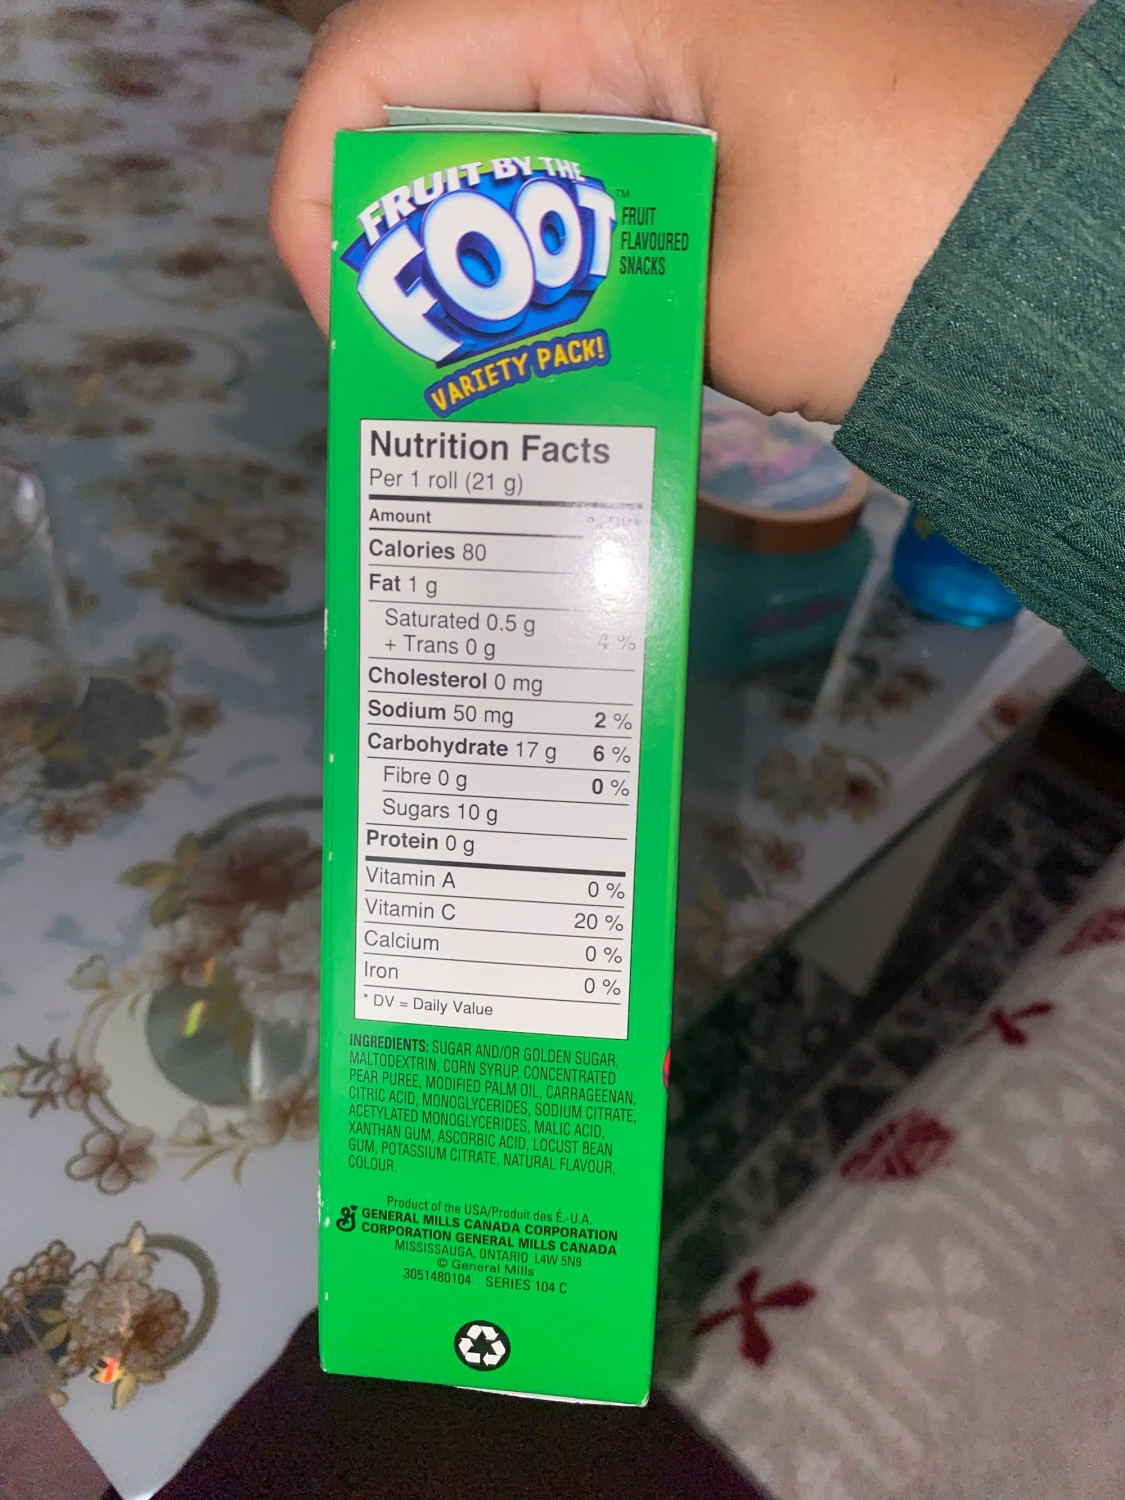 FRUIT BY THE
FOOT™
FRUIT
FLAVOURED
SNACKS
VARIETY PACK!
Nutrition Facts
Per 1 roll (21 g)
Amount
Calories 80
Fat 1 g
Saturated 0.5 g
+ Trans 0 g 4 %
Cholesterol 0 mg
Sodium 50 mg 2 %
Carbohydrate 17 g 6 %
Fibre 0 g 0 %
Sugars 10 g
Protein 0 g
Vitamin A 0 %
Vitamin C 20 %
Calcium 0 %
Iron 0 %
* DV = Daily Value
INGREDIENTS: SUGAR AND/OR GOLDEN SUGAR,
MALTODEXTRIN, CORN SYRUP, CONCENTRATED
PEAR PUREE, MODIFIED PALM OIL, CARRAGEENAN,
CITRIC ACID, MONOGLYCERIDES, SODIUM CITRATE,
ACETYLATED MONOGLYCERIDES, MALIC ACID,
XANTHAN GUM, ASCORBIC ACID, LOCUST BEAN
GUM, POTASSIUM CITRATE, NATURAL FLAVOUR,
COLOUR.
Product of the USA/Produit des É.-U.A.
GENERAL MILLS CANADA CORPORATION
CORPORATION GENERAL MILLS CANADA
MISSISSAUGA, ONTARIO L4W 5N9
© General Mills
3051480104 SERIES 104 C